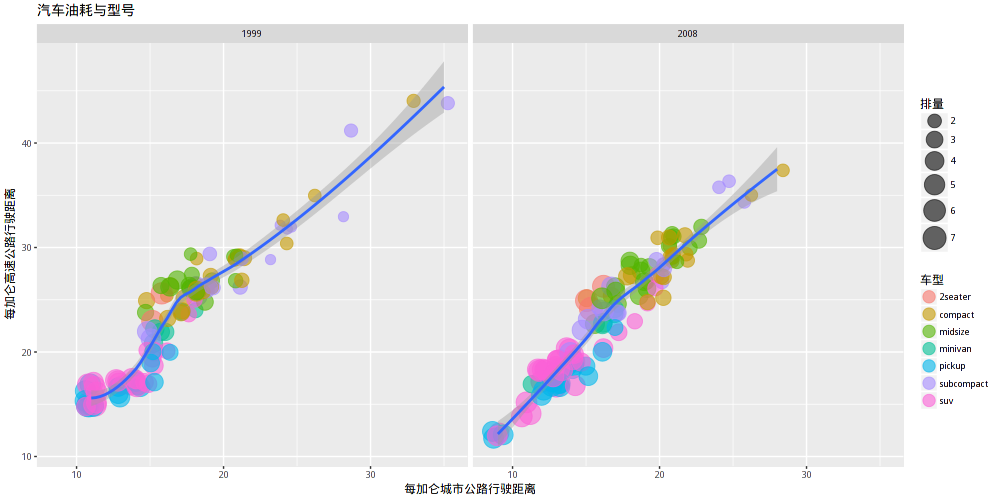 汽车油耗与型号
1999
2008
每加仑高速公路行驶距离
40
30
20
10
10
20
30
10
20
30
每加仑城市公路行驶距离
排量
2
3
4
5
6
7
车型
2seater
compact
midsize
minivan
pickup
subcompact
suv